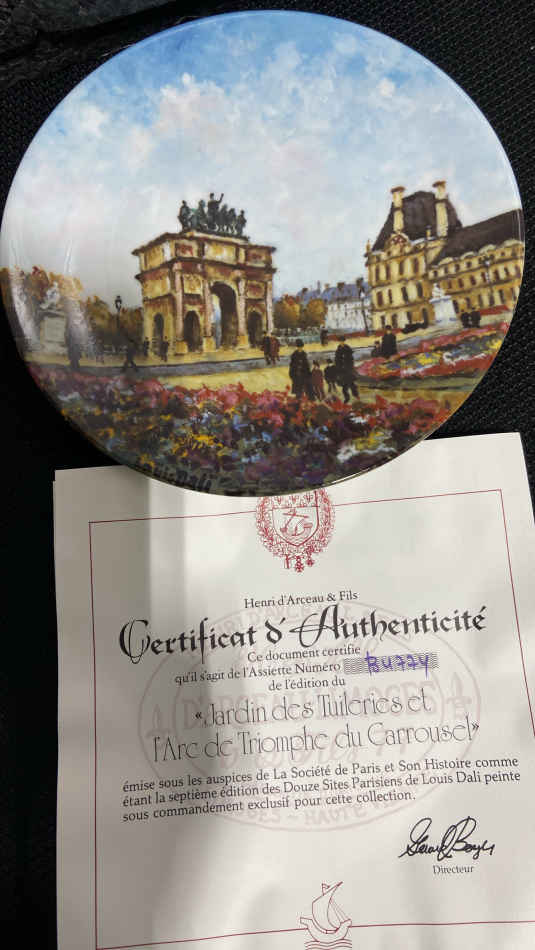 Louis Dali
Henri d'Arceau & Fils
Certificat d'Authenticité
Ce document certifie
qu'il s'agit de l'Assiette Numéro
de l'édition du
«Jardin des Tuileries et
l'Arc de Triomphe du Carrousel»
émise sous les auspices de La Société de Paris et Son Histoire comme
étant la septième édition des Douze Sites Parisiens de Louis Dali peinte
sous commandement exclusif pour cette collection.
Directeur